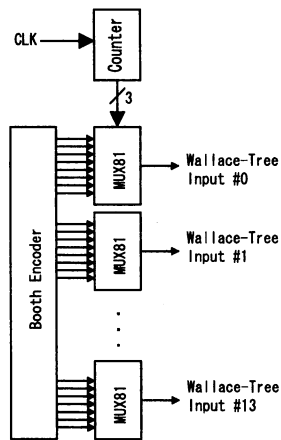 CLK
Counter
3
MUX81
Wallace-Tree
Input #0
Booth Encoder
MUX81
Wallace-Tree
Input #1
MUX81
Wallace-Tree
Input #13